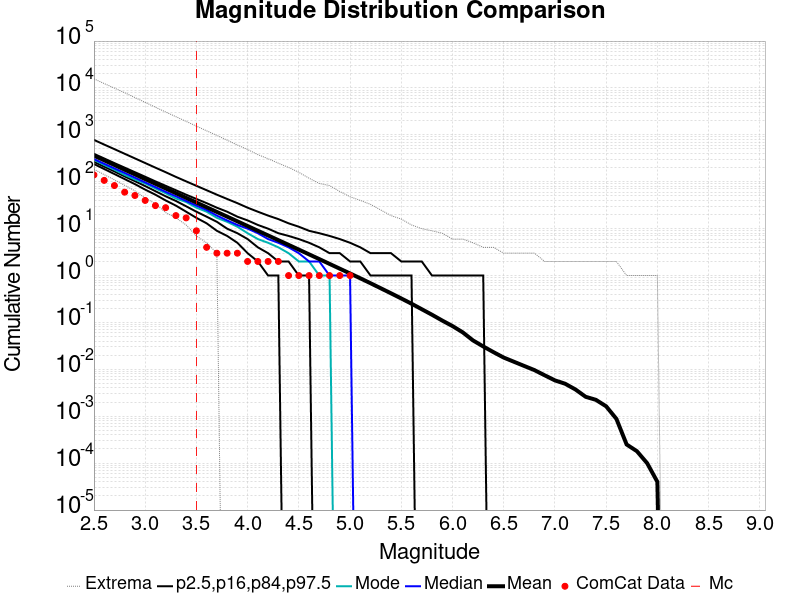 Magnitude Distribution Comparison
10 5
10 4
10 3
10 2
10 1
10 0
10 -1
10 -2
10 -3
10 -4
10 -5
Cumulative Number
2.5 3.0 3.5 4.0 4.5 5.0 5.5 6.0 6.5 7.0 7.5 8.0 8.5 9.0
Magnitude
Extrema p2.5,p16,p84,p97.5 Mode Median Mean ComCat Data Mc